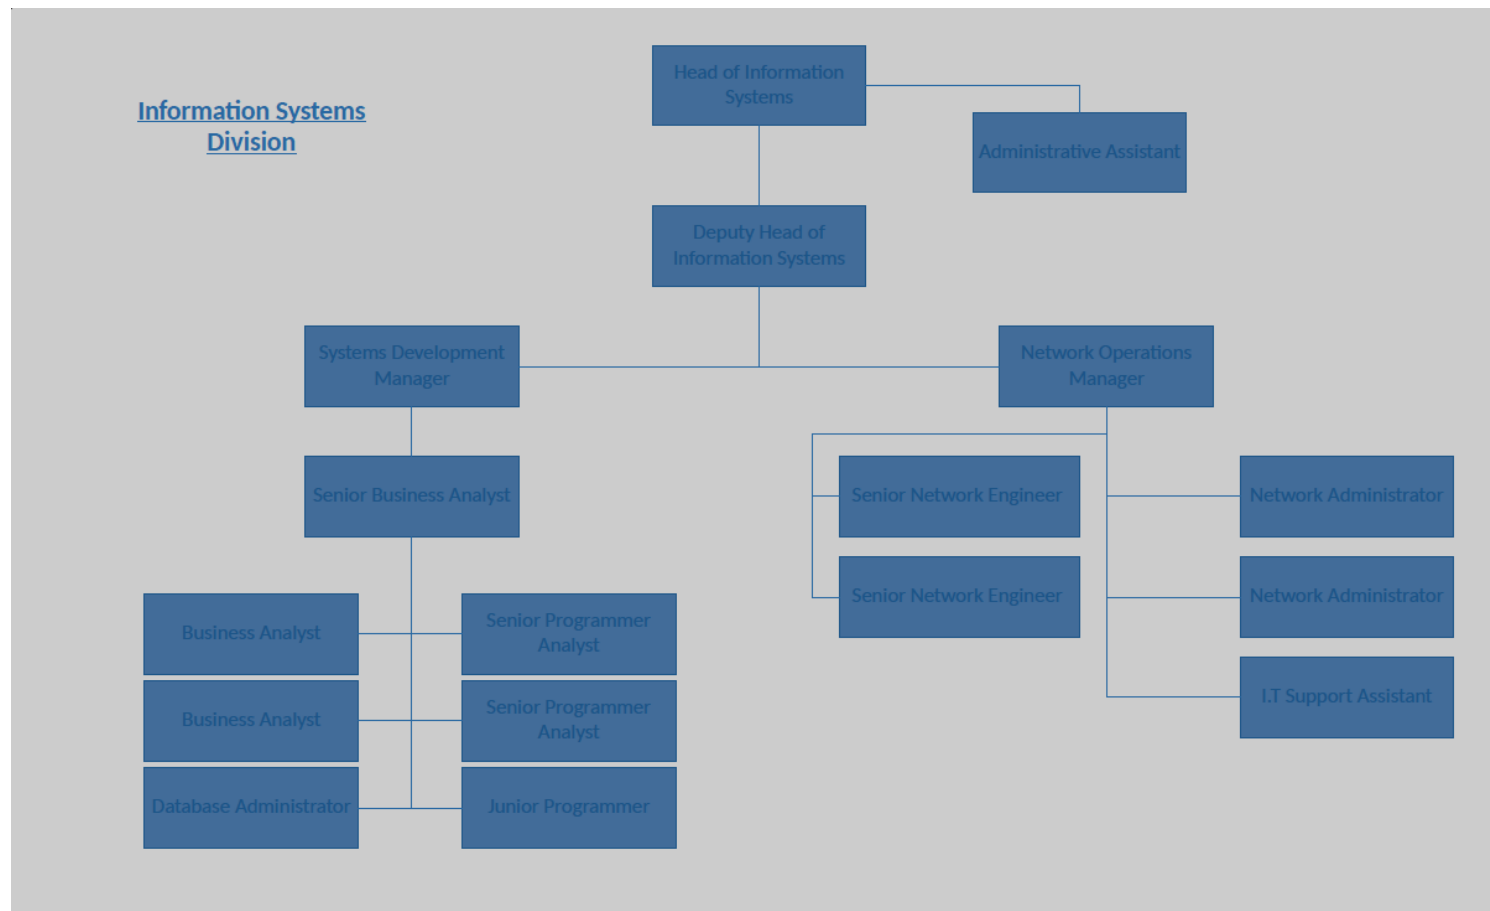 Information Systems
Division
Head of Information
Systems
Administrative Assistant
Deputy Head of
Information Systems
Systems Development
Manager
Network Operations
Manager
Senior Business Analyst
Senior Network Engineer
Network Administrator
Senior Network Engineer
Network Administrator
I.T Support Assistant
Business Analyst
Senior Programmer
Analyst
Business Analyst
Senior Programmer
Analyst
Database Administrator
Junior Programmer